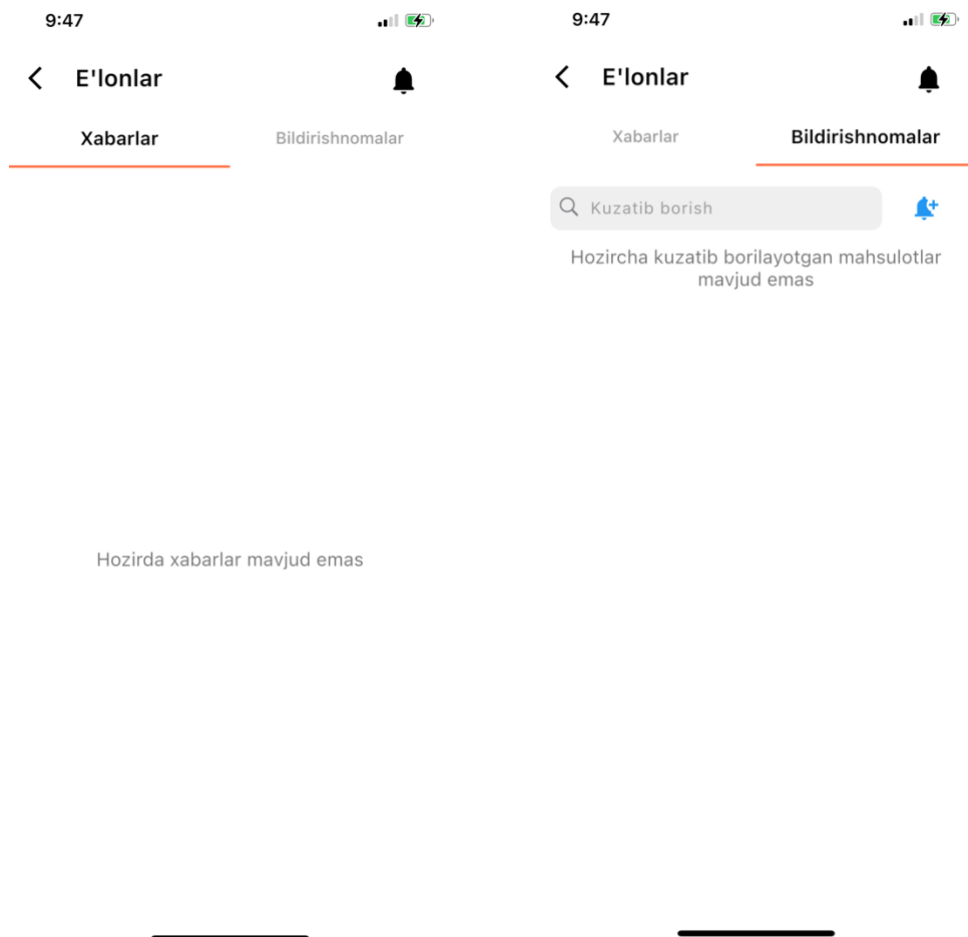 9:47
E'lonlar
Xabarlar
Bildirishnomalar
Hozirda xabarlar mavjud emas
9:47
E'lonlar
Xabarlar
Bildirishnomalar
Kuzatib borish
Hozircha kuzatib borilayotgan mahsulotlar
mavjud emas